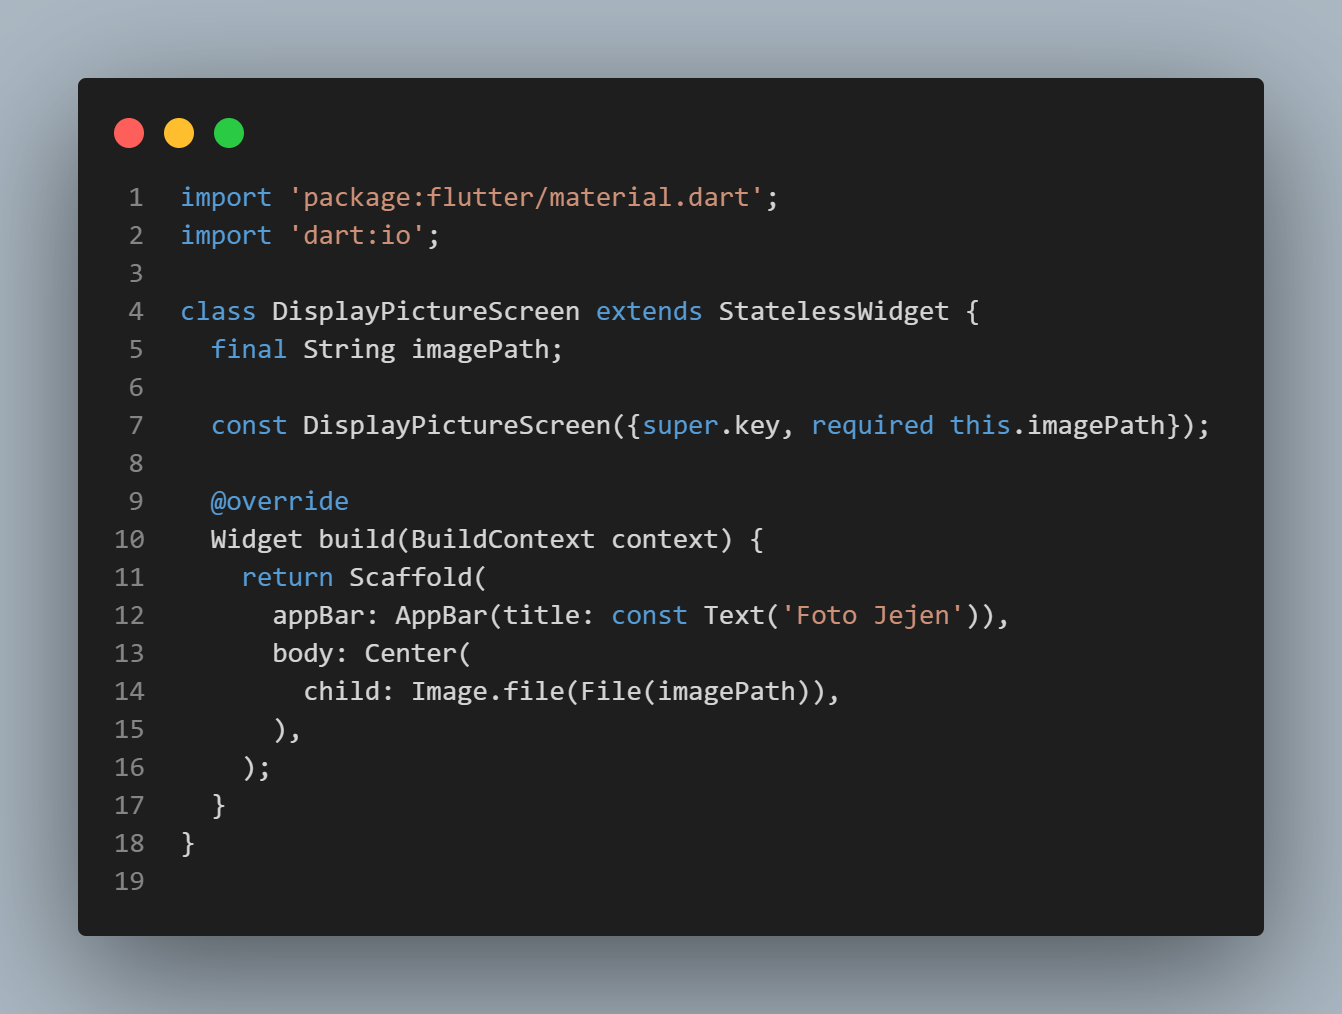 1 import 'package:flutter/material.dart';
2 import 'dart:io';
3
4 class DisplayPictureScreen extends StatelessWidget {
5   final String imagePath;
6
7   const DisplayPictureScreen({super.key, required this.imagePath});
8
9   @override
10   Widget build(BuildContext context) {
11     return Scaffold(
12       appBar: AppBar(title: const Text('Foto Jejen')),
13       body: Center(
14         child: Image.file(File(imagePath)),
15       ),
16     );
17   }
18 }
19